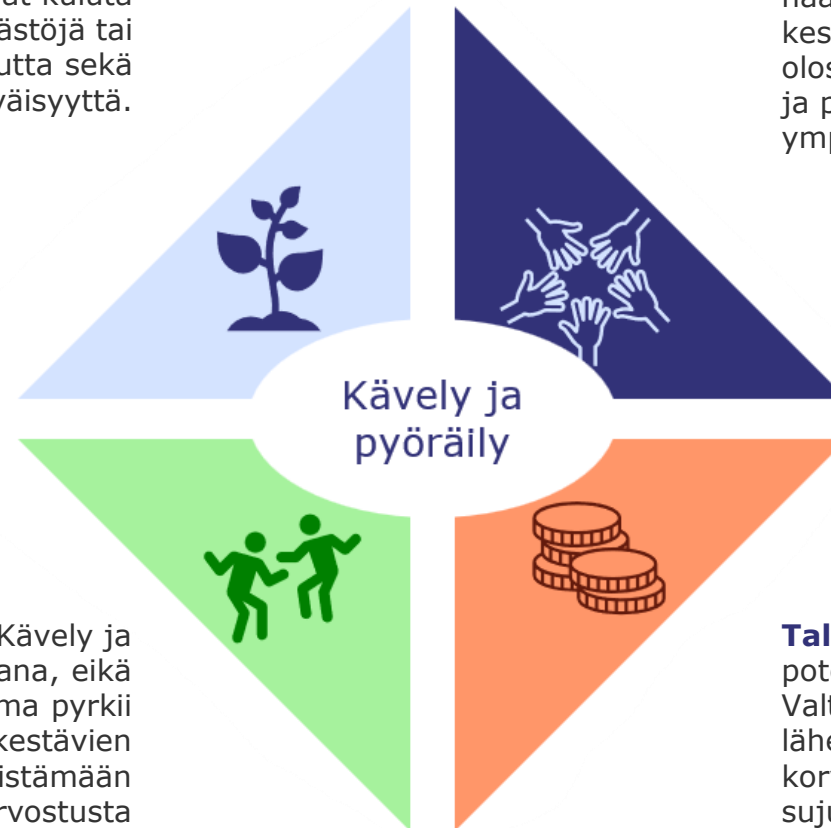 ästöjä tai
utta sekä
väisyyttä.
kes
olos
ja p
ymp
Kävely ja
pyöräily
Kävely ja
ana, eikä
ma pyrkii
kestävien
istämään
rvostusta
Tal
pote
Valt
lähe
kor
suju